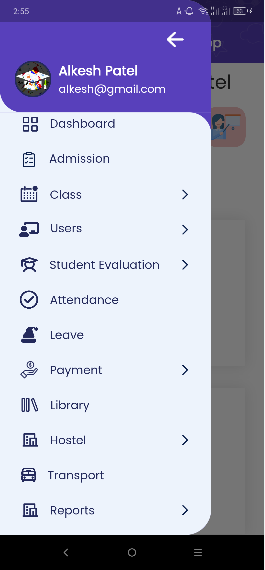 2:55
op
Alkesh Patel
tel
alkesh@gmail.com
Dashboard
Admission
Class
Users
Student Evaluation
Attendance
Leave
Payment
Library
Hostel
Transport
Reports